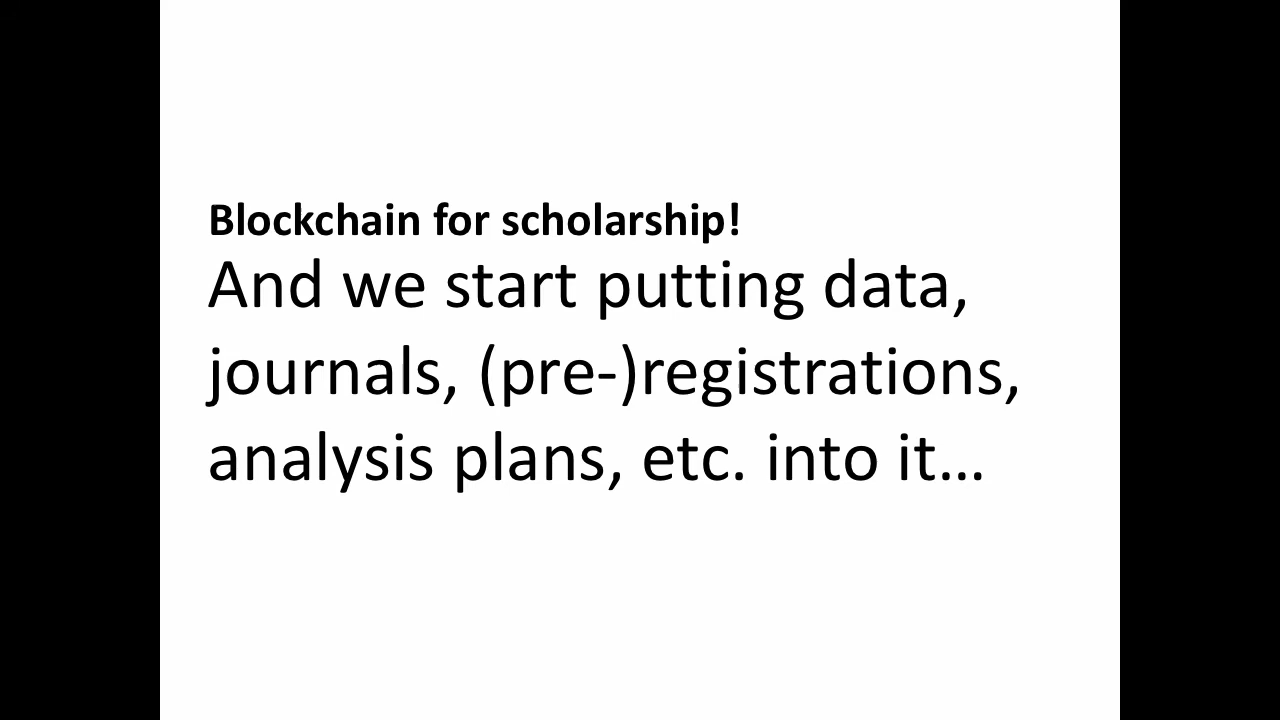 Blockchain for scholarship!
And we start putting data,
journals, (pre-)registrations,
analysis plans, etc. into it…